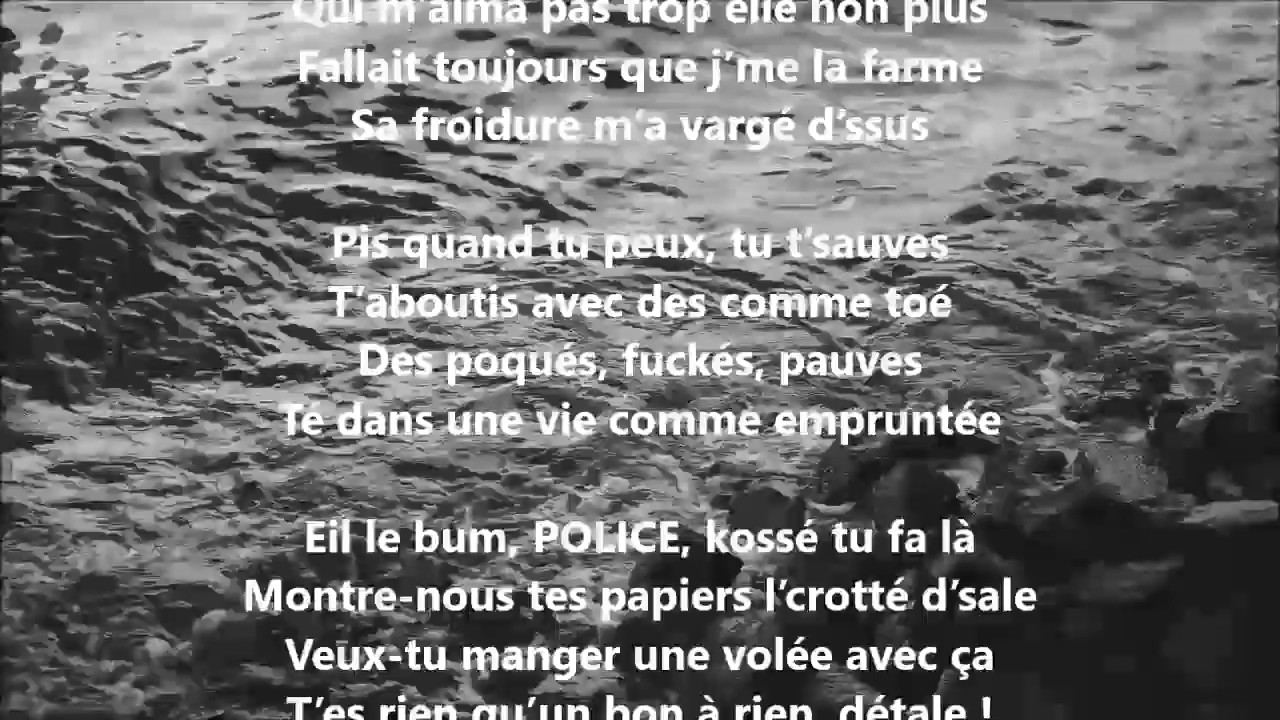 Qui m'aima pas trop elle non plus
Fallait toujours que j'me la farme
Sa froidure m'a vargé d'ssus
Pis quand tu peux, tu t'sauves
T'aboutis avec des comme toé
Des poqués, fuckés, pauves
Té dans une vie comme empruntée
Eil le bum, POLICE, kossé tu fa là
Montre-nous tes papiers l'crotté d'sale
Veux-tu manger une volée avec ça
T'es rien qu'un bon à rien, détale !